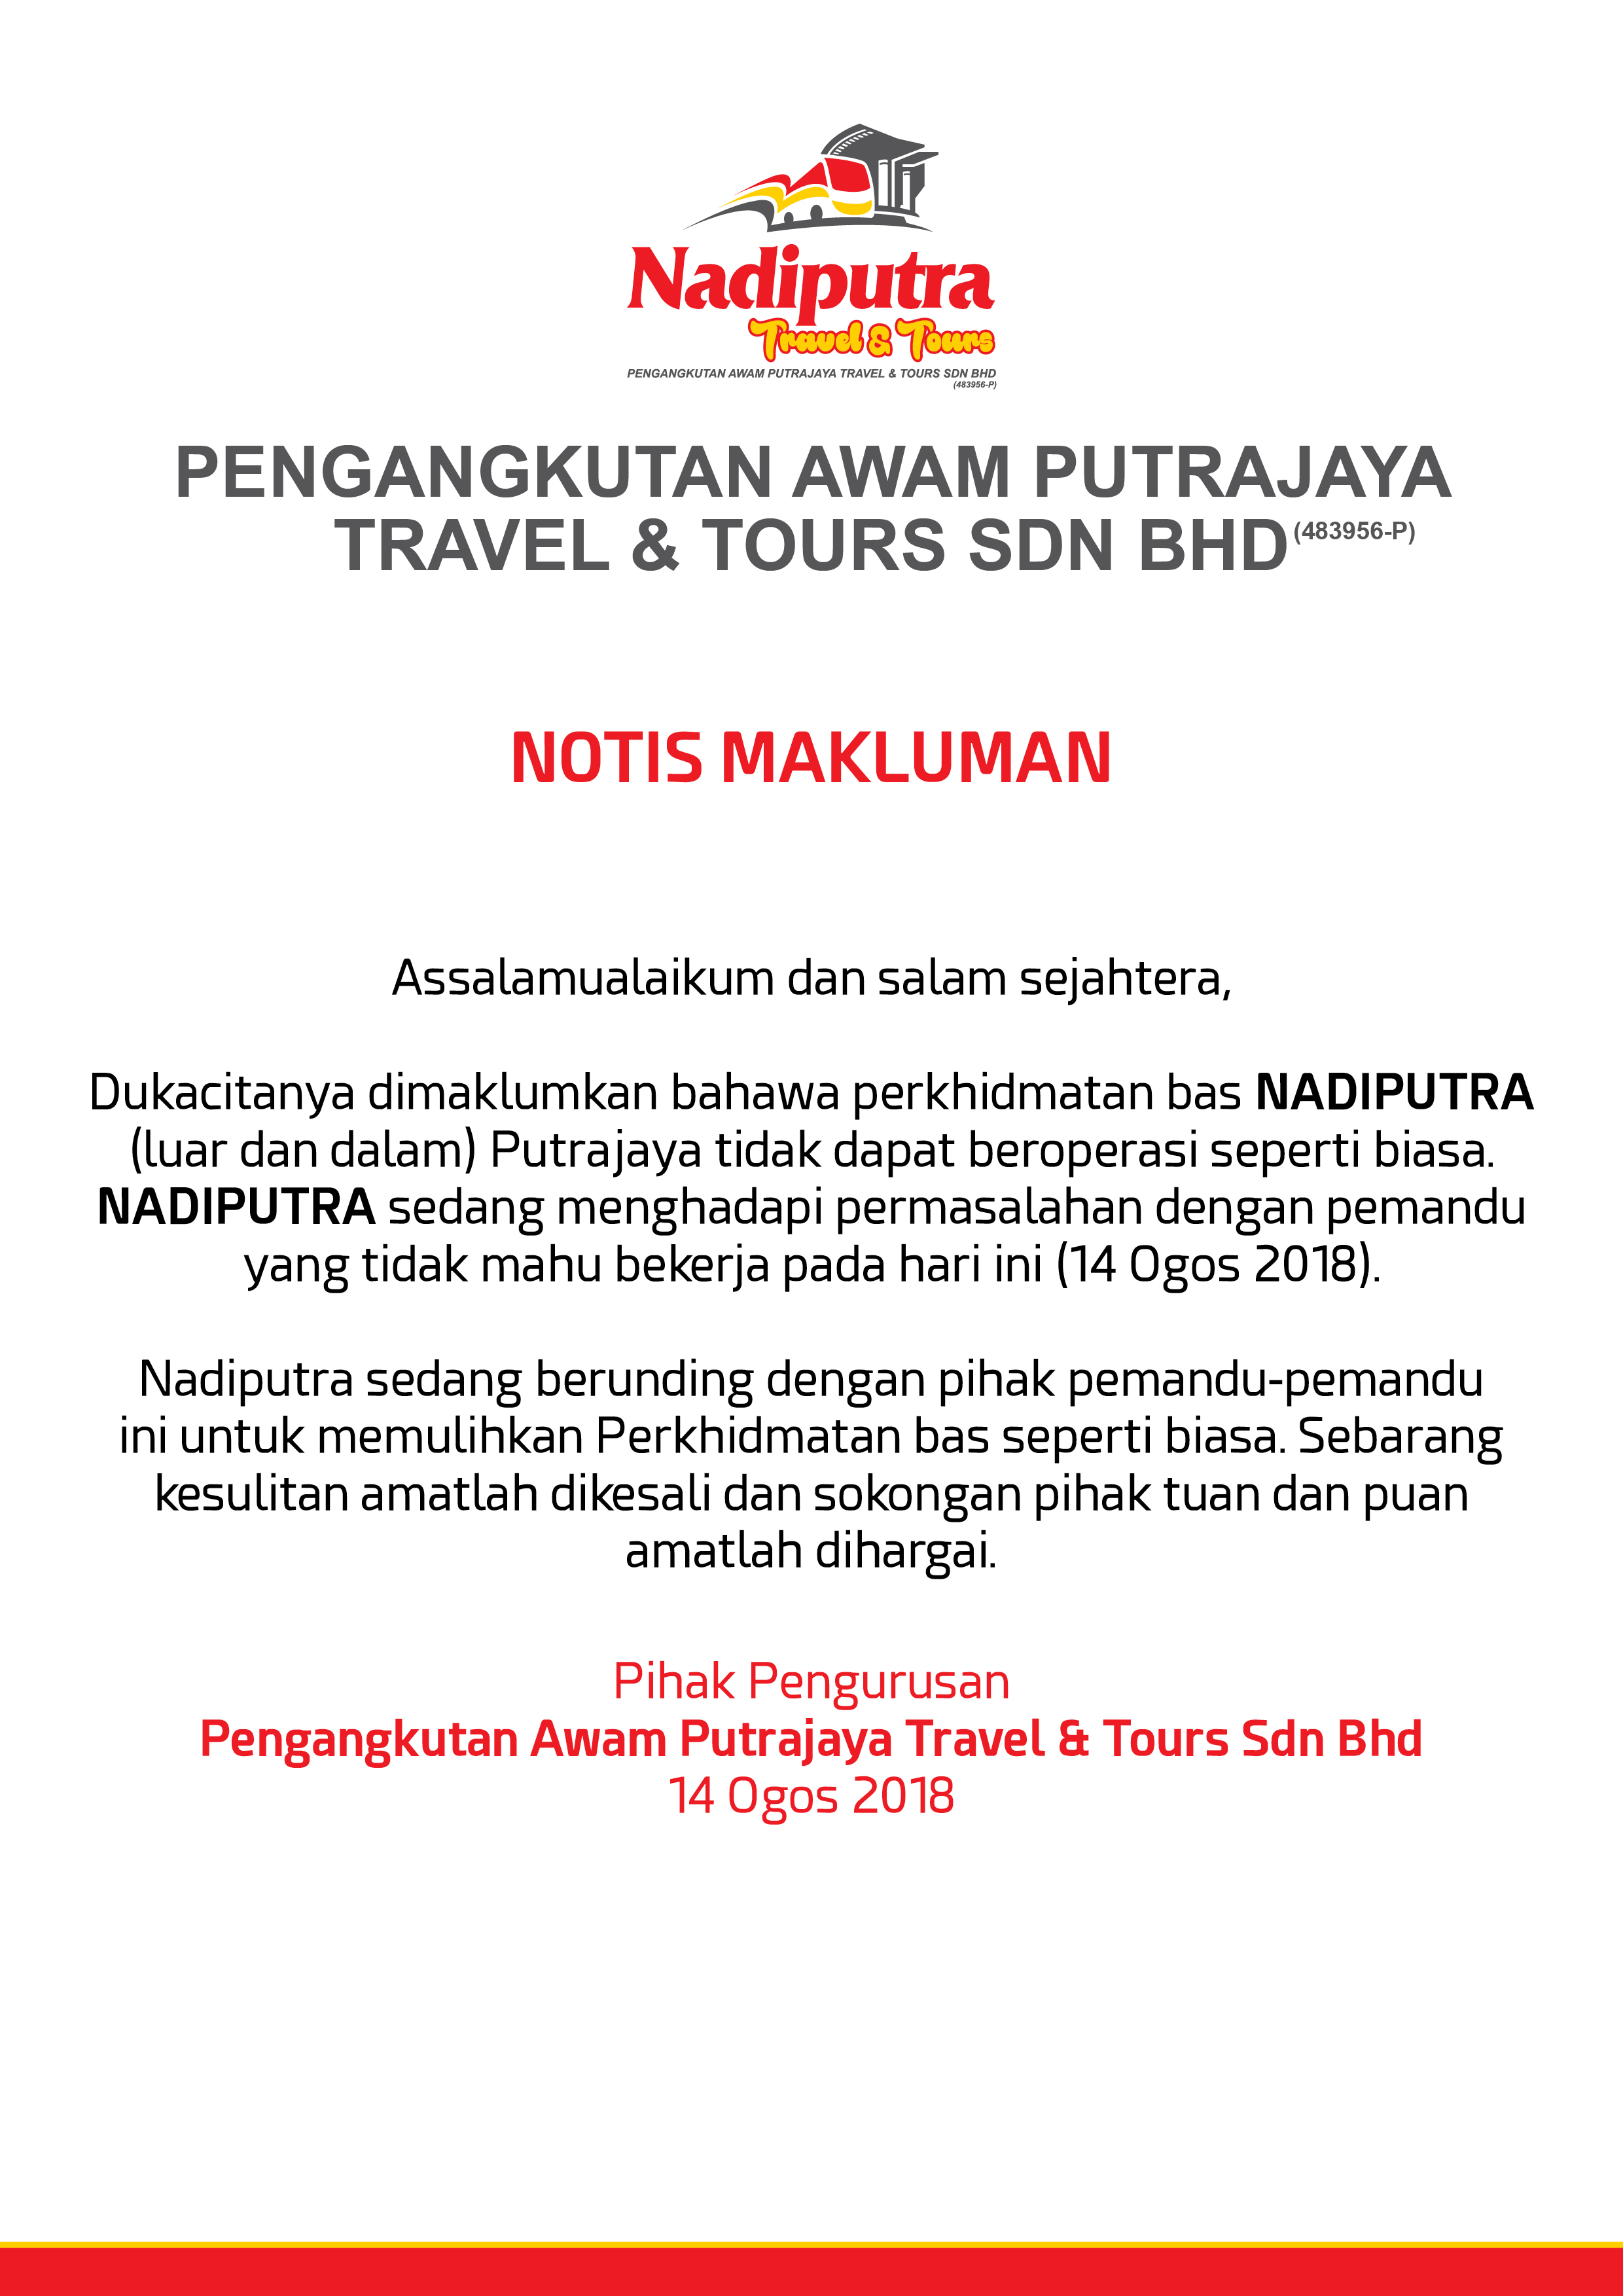 Nadiputra
Travel & Tours
PENGANGKUTAN AWAM PUTRAJAYA TRAVEL & TOURS SDN BHD
(483956-P)
PENGANGKUTAN AWAM PUTRAJAYA
TRAVEL & TOURS SDN BHD (483956-P)
NOTIS MAKLUMAN
Assalamualaikum dan salam sejahtera,
Dukacitanya dimaklumkan bahawa perkhidmatan bas NADIPUTRA
(luar dan dalam) Putrajaya tidak dapat beroperasi seperti biasa.
NADIPUTRA sedang menghadapi permasalahan dengan pemandu
yang tidak mahu bekerja pada hari ini (14 Ogos 2018).
Nadiputra sedang berunding dengan pihak pemandu-pemandu
ini untuk memulihkan Perkhidmatan bas seperti biasa. Sebarang
kesulitan amatlah dikesali dan sokongan pihak tuan dan puan
amatlah dihargai.
Pihak Pengurusan
Pengangkutan Awam Putrajaya Travel & Tours Sdn Bhd
14 Ogos 2018